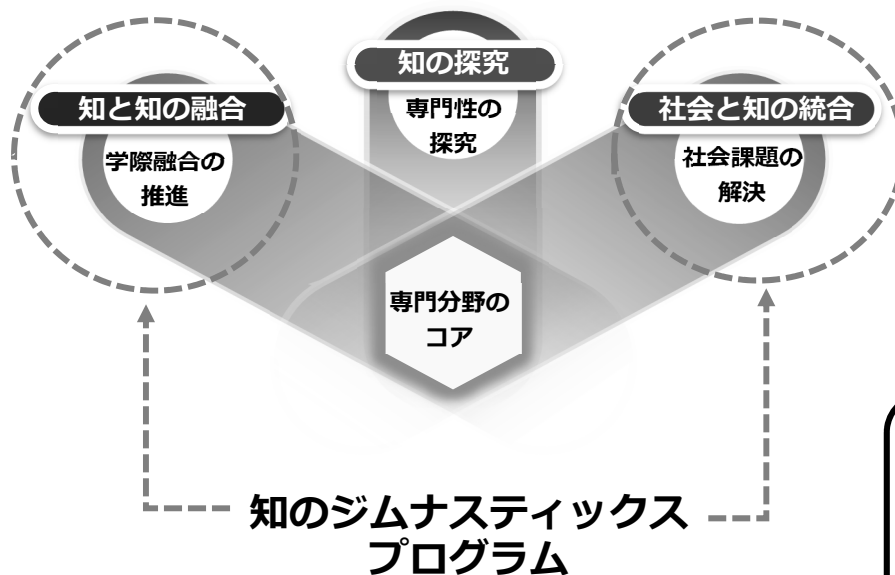 知の探究
専門性の
探究
知と知の融合
学際融合の
推進
社会と知の統合
社会課題の
解決
専門分野の
コア
知のジムナスティックス
プログラム